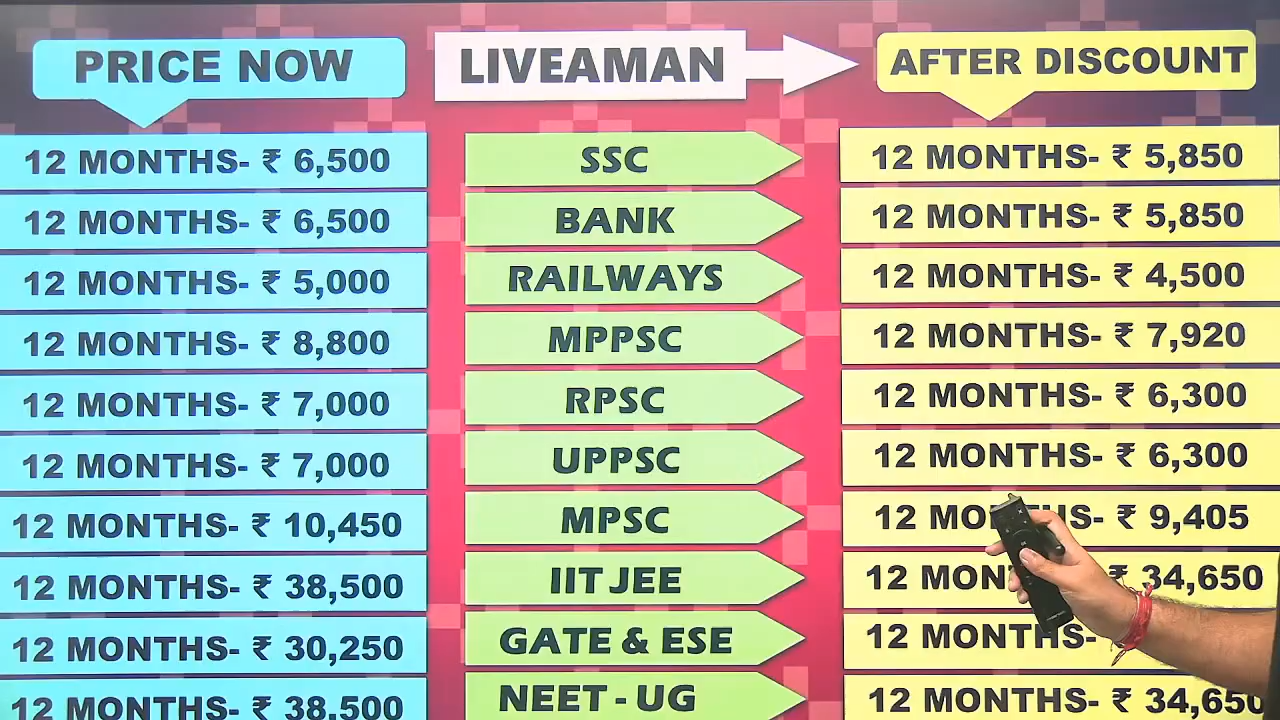 PRICE NOW LIVEAMAN AFTER DISCOUNT
12 MONTHS- ₹ 6,500 SSC 12 MONTHS- ₹ 5,850
12 MONTHS- ₹ 6,500 BANK 12 MONTHS- ₹ 5,850
12 MONTHS- ₹ 5,000 RAILWAYS 12 MONTHS- ₹ 4,500
12 MONTHS- ₹ 8,800 MPPSC 12 MONTHS- ₹ 7,920
12 MONTHS- ₹ 7,000 RPSC 12 MONTHS- ₹ 6,300
12 MONTHS- ₹ 7,000 UPPSC 12 MONTHS- ₹ 6,300
12 MONTHS- ₹ 10,450 MPSC 12 MONTHS- ₹ 9,405
12 MONTHS- ₹ 38,500 IIT JEE 12 ₹ 34,650
12 MONTHS- ₹ 30,250 GATE & ESE 12 MONTHS-
12 MONTHS- ₹ 38,500 NEET - UG 12 MONTHS- ₹ 34,650